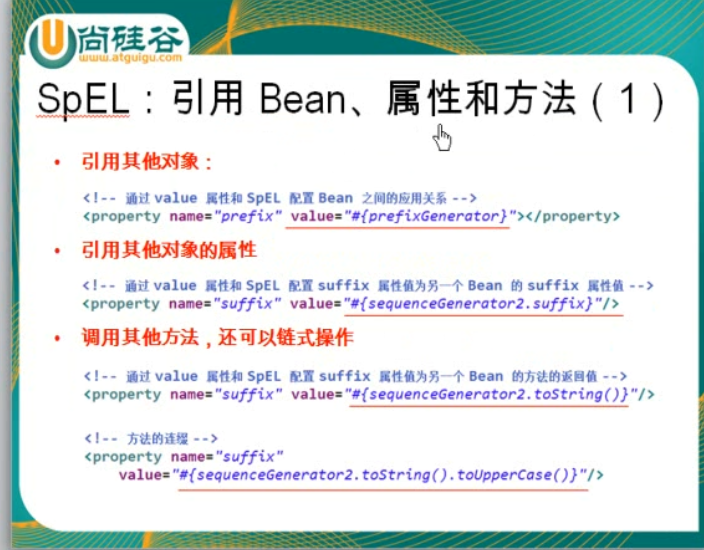 尚硅谷
www.atguigu.com
SpEL：引用 Bean、属性和方法（1）
• 引用其他对象：
<!-- 通过 value 属性和 SpEL 配置 Bean 之间的应用关系 -->
<property name="prefix" value="#{prefixGenerator}"></property>
• 引用其他对象的属性
<!-- 通过 value 属性和 SpEL 配置 suffix 属性值为另一个 Bean 的 suffix 属性值 -->
<property name="suffix" value="#{sequenceGenerator2.suffix}"/>
• 调用其他方法，还可以链式操作
<!-- 通过 value 属性和 SpEL 配置 suffix 属性值为另一个 Bean 的方法的返回值 -->
<property name="suffix" value="#{sequenceGenerator2.toString()}"/>
<!-- 方法的连缀 -->
<property name="suffix"
value="#{sequenceGenerator2.toString().toUpperCase()}"/>